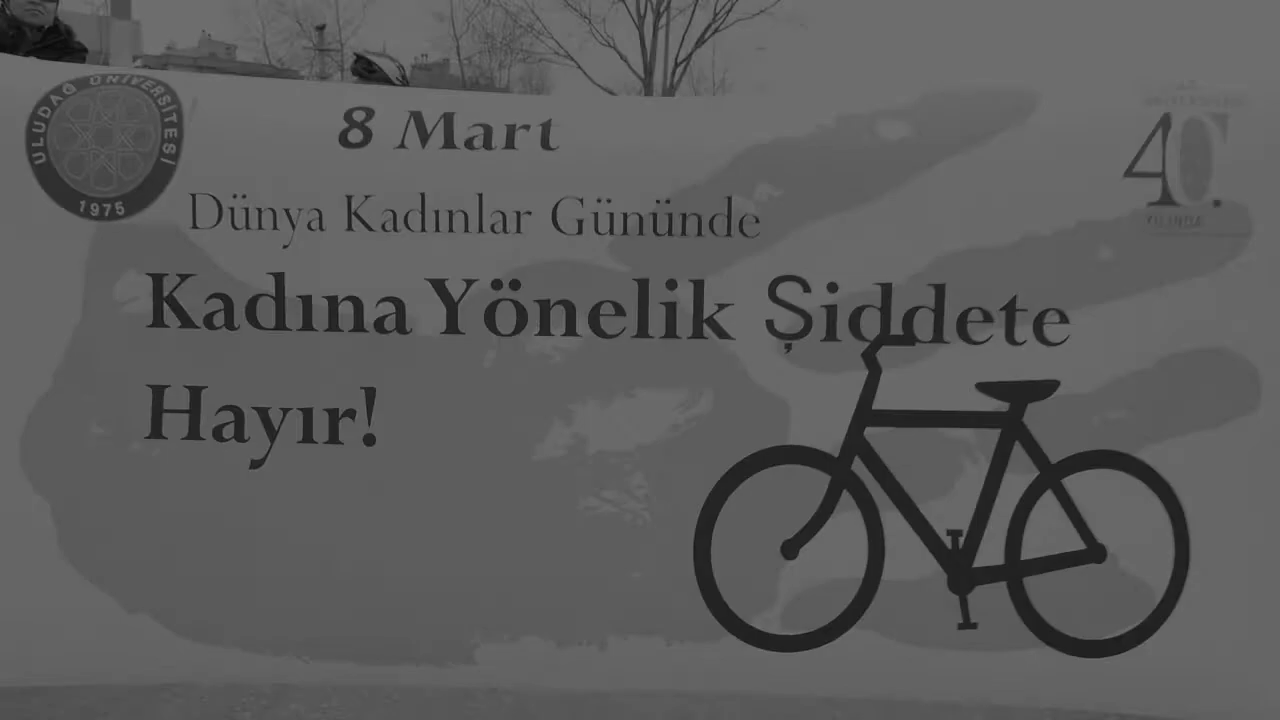 ULUDAĞ ÜNİVERSİTESİ
1975
8 Mart
Dünya Kadınlar Gününde
Kadına Yönelik Şiddete
Hayır!
40.